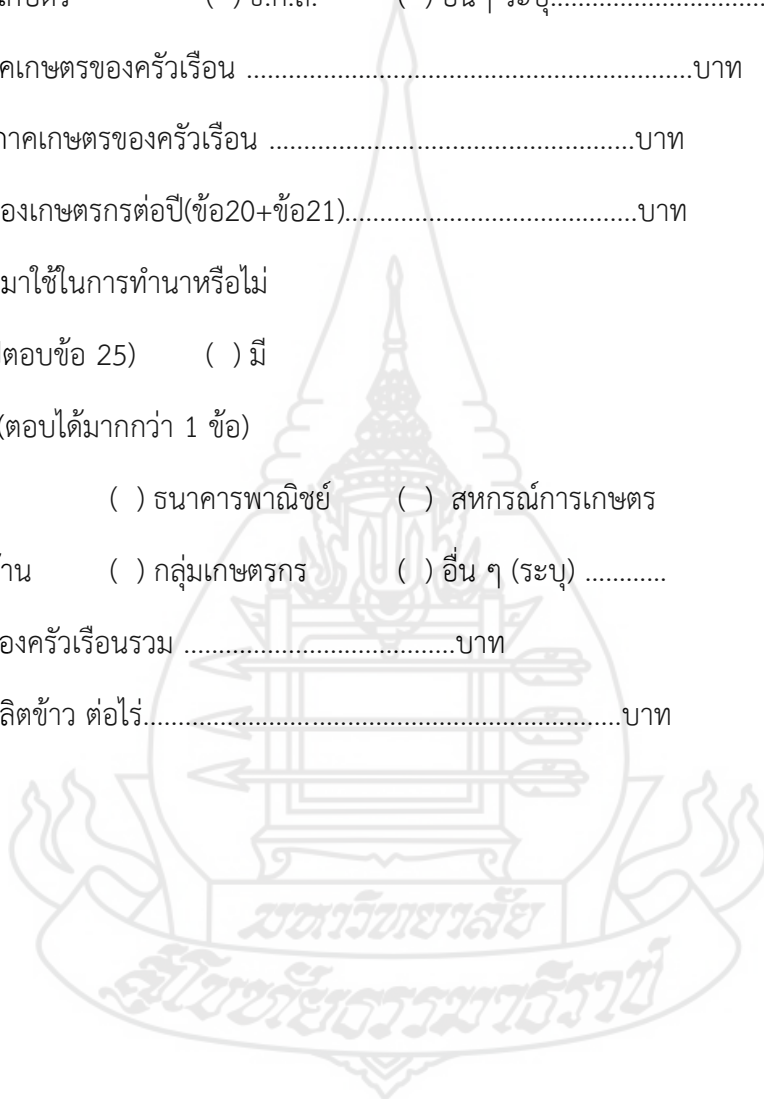 ( ) ธ.ก.ส. ( ) อื่น ๆ ระบุ..............................
คเกษตรของครัวเรือน ................................................................บาท
าคเกษตรของครัวเรือน .....................................................บาท
องเกษตรกรต่อปี(ข้อ20+ข้อ21)..........................................บาท
มาใช้ในการทำนาหรือไม่
ตอบข้อ 25) ( ) มี
(ตอบได้มากกว่า 1 ข้อ)
( ) ธนาคารพาณิชย์ ( ) สหกรณ์การเกษตร
าน ( ) กลุ่มเกษตรกร ( ) อื่น ๆ (ระบุ) ............
องครัวเรือนรวม .......................................บาท
ลิตข้าว ต่อไร่.....................................................................บาท
มหาวิทยาลัย
สุโขทัยธรรมาธิราช